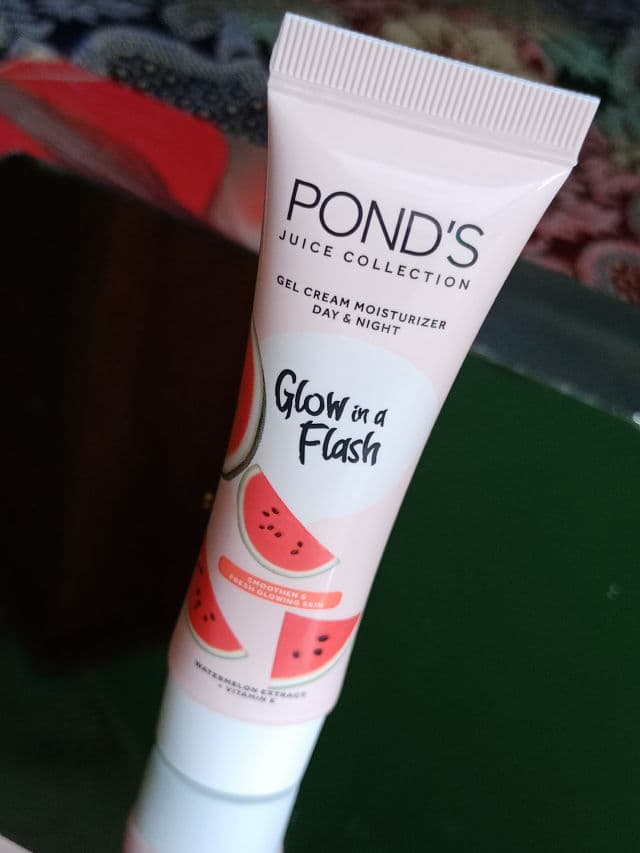 POND'S
JUICE COLLECTION
GEL CREAM MOISTURIZER
DAY & NIGHT
Glow in a
Flash
SMOOTHEN &
FRESH GLOWING SKIN
WATERMELON EXTRACT
+ VITAMIN E